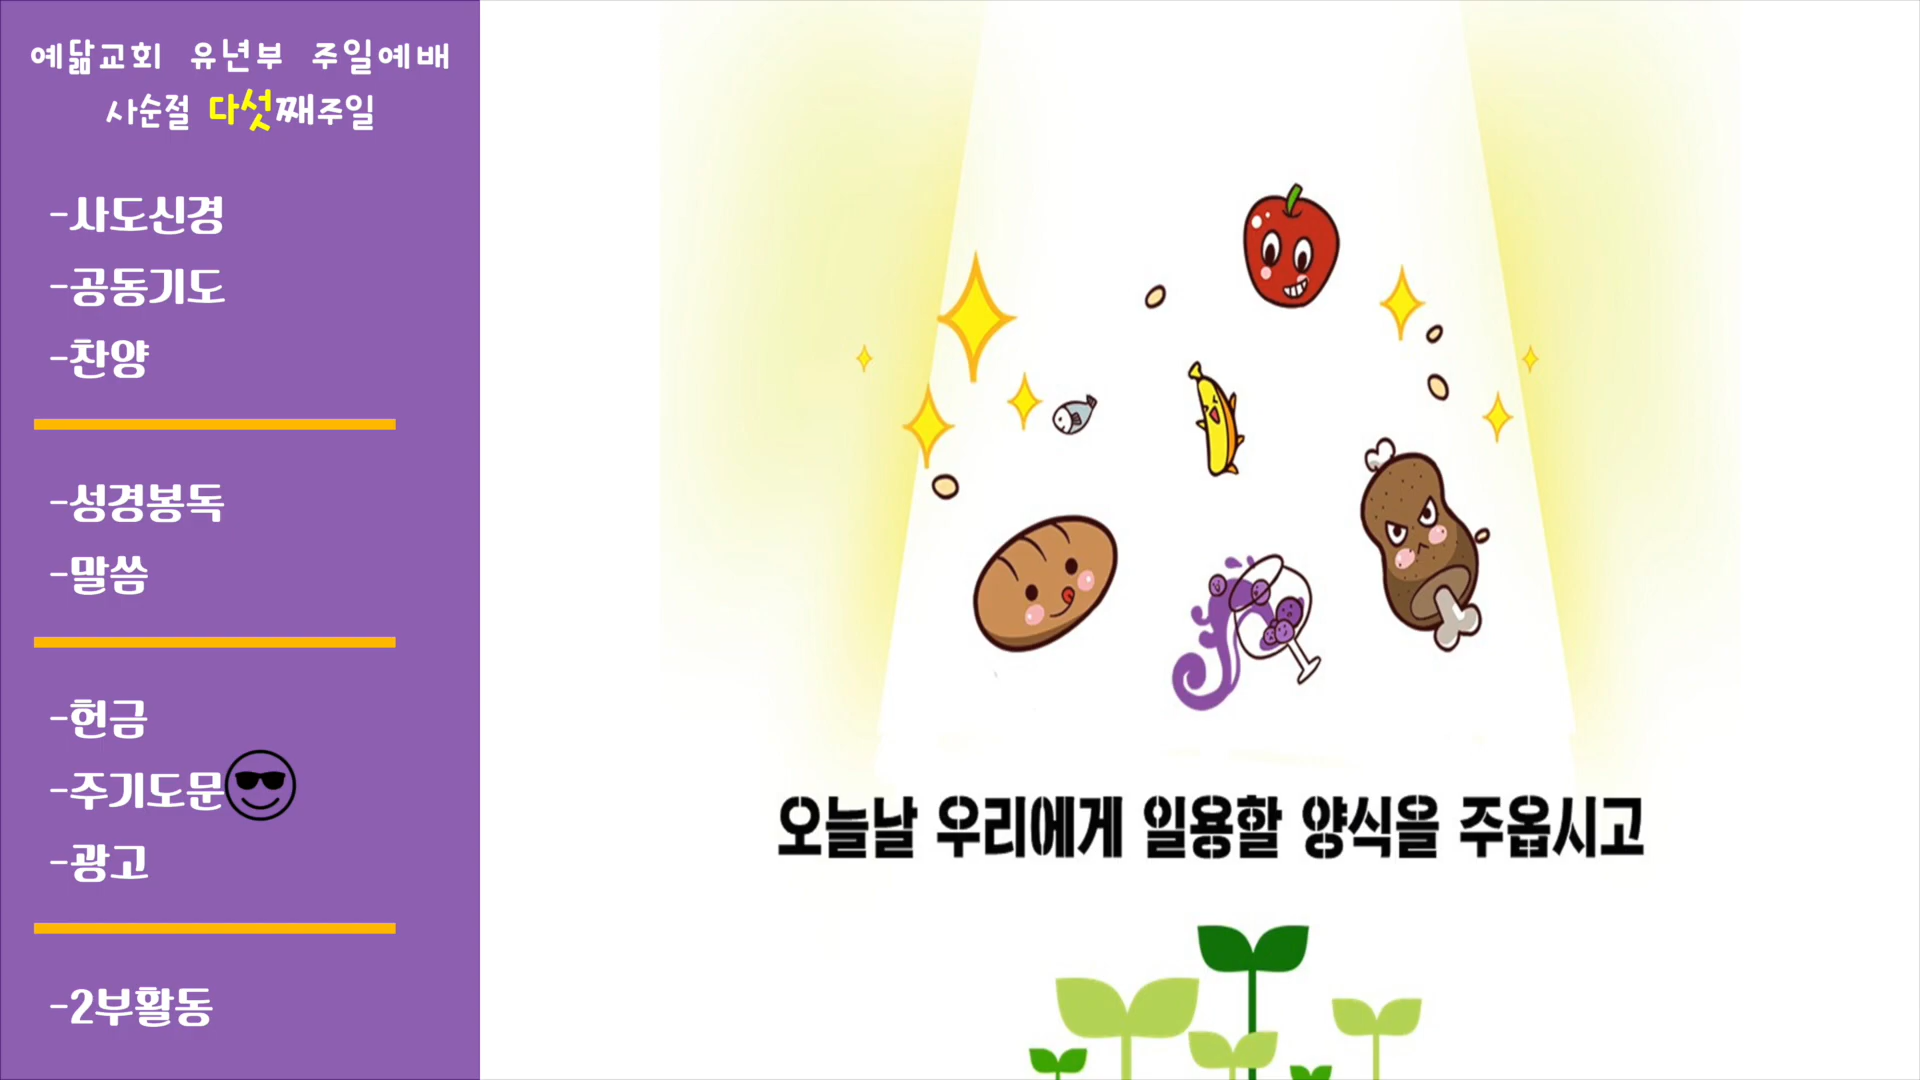 예닮교회 유년부 주일예배
사순절 다섯째주일
-사도신경
-공동기도
-찬양
-성경봉독
-말씀
-헌금
-주기도문
-광고
-2부활동
오늘날 우리에게 일용할 양식을 주옵시고